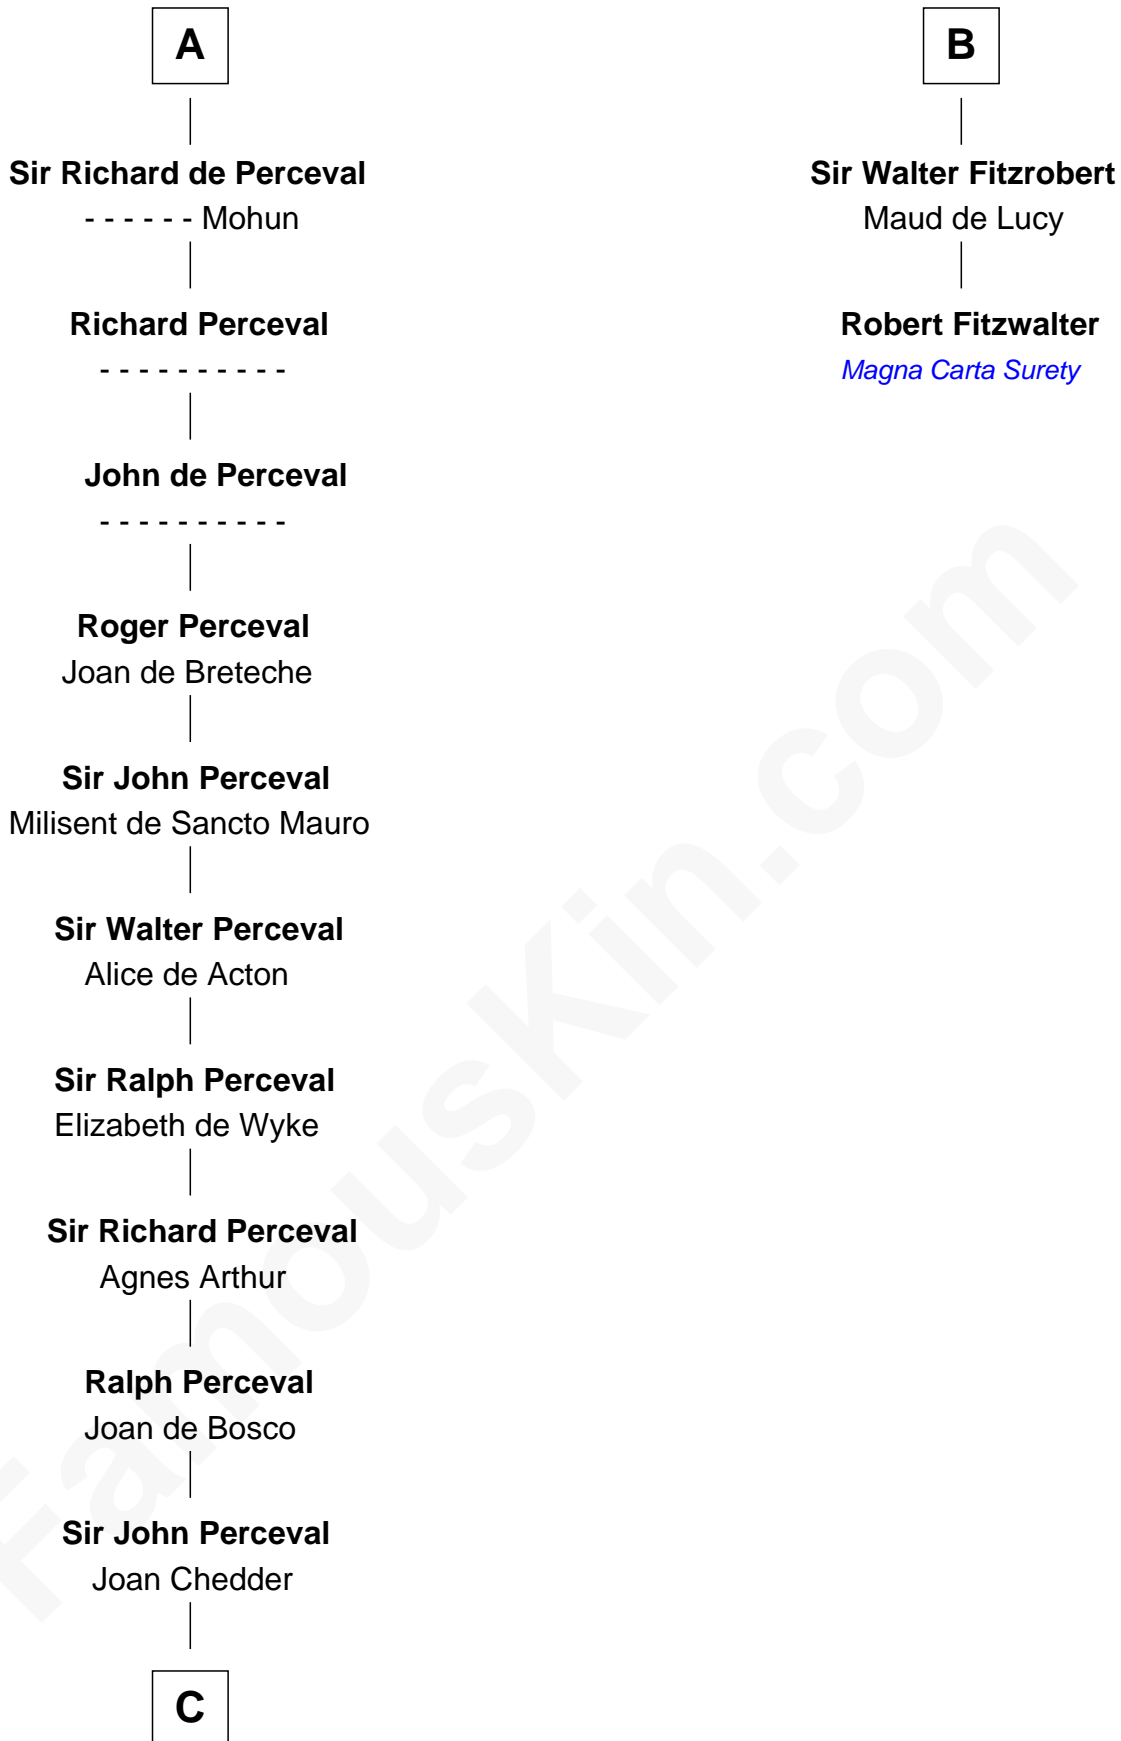 A
Sir Richard de Perceval
- - - - - - Mohun
Richard Perceval
- - - - - - - - - -
John de Perceval
- - - - - - - - - -
Roger Perceval
Joan de Breteche
Sir John Perceval
Milisent de Sancto Mauro
Sir Walter Perceval
Alice de Acton
Sir Ralph Perceval
Elizabeth de Wyke
Sir Richard Perceval
Agnes Arthur
Ralph Perceval
Joan de Bosco
Sir John Perceval
Joan Chedder
C
B
Sir Walter Fitzrobert
Maud de Lucy
Robert Fitzwalter
Magna Carta Surety
FamousKin.com